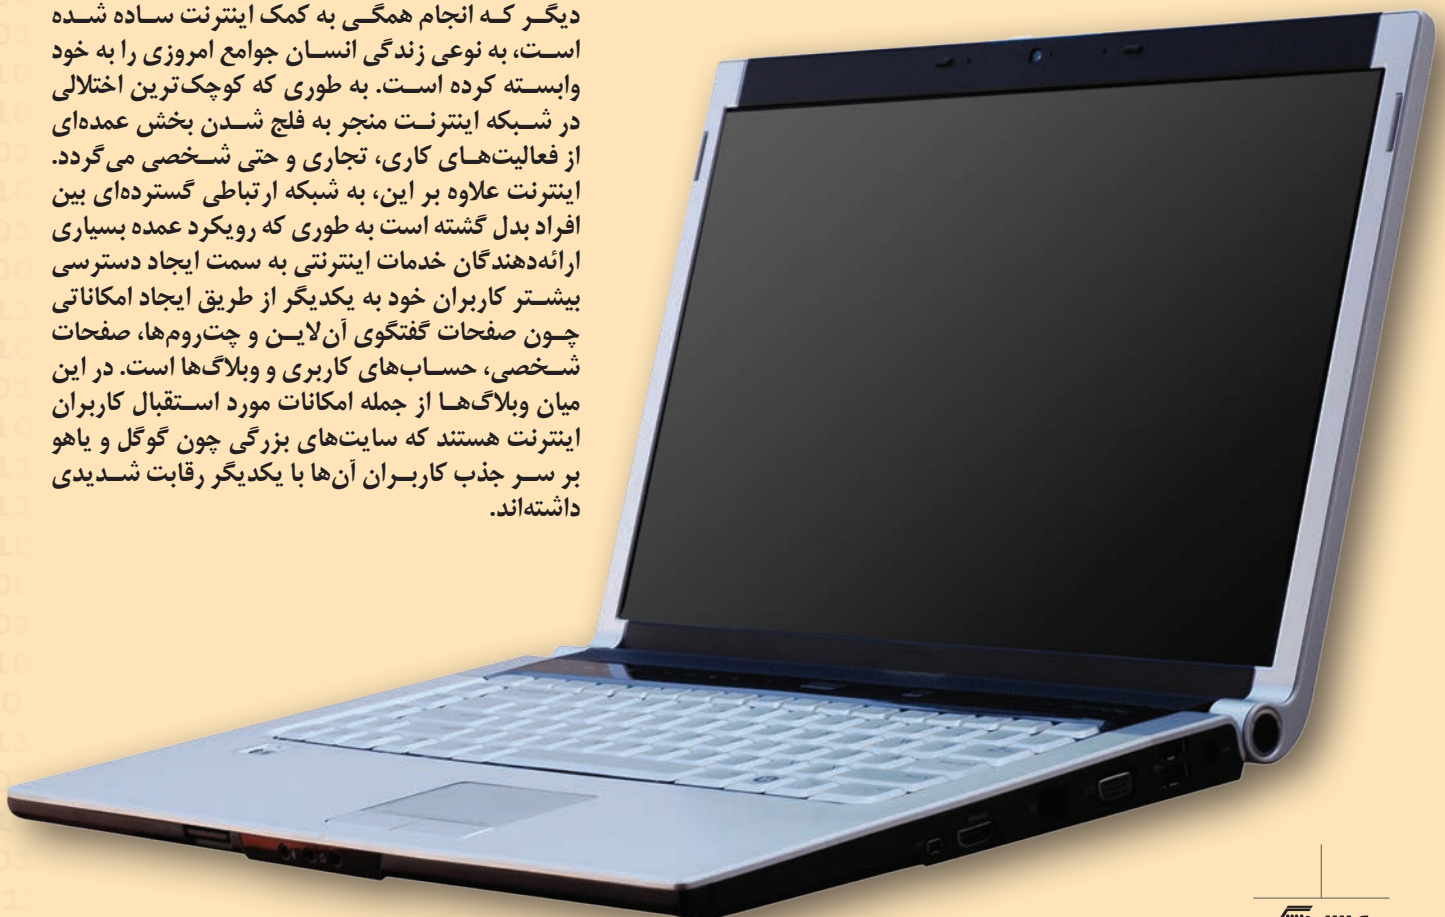 دیگر که انجام همگی به کمک اینترنت ساده شده
است، به نوعی زندگی انسان جوامع امروزی را به خود
وابسته کرده است. به طوری که کوچک‌ترین اختلالی
در شبکه اینترنت منجر به فلج شدن بخش عمده‌ای
از فعالیت‌های کاری، تجاری و حتی شخصی می‌گردد.
اینترنت علاوه بر این، به شبکه ارتباطی گسترده‌ای بین
افراد بدل گشته است به طوری که رویکرد عمده بسیاری
ارائه‌دهندگان خدمات اینترنتی به سمت ایجاد دسترسی
بیشتر کاربران خود به یکدیگر از طریق ایجاد امکاناتی
چون صفحات گفتگوی آن‌لاین و چت‌روم‌ها، صفحات
شخصی، حساب‌های کاربری و وبلاگ‌ها است. در این
میان وبلاگ‌ها از جمله امکانات مورد استقبال کاربران
اینترنت هستند که سایت‌های بزرگی چون گوگل و یاهو
بر سر جذب کاربران آن‌ها با یکدیگر رقابت شدیدی
داشته‌اند.